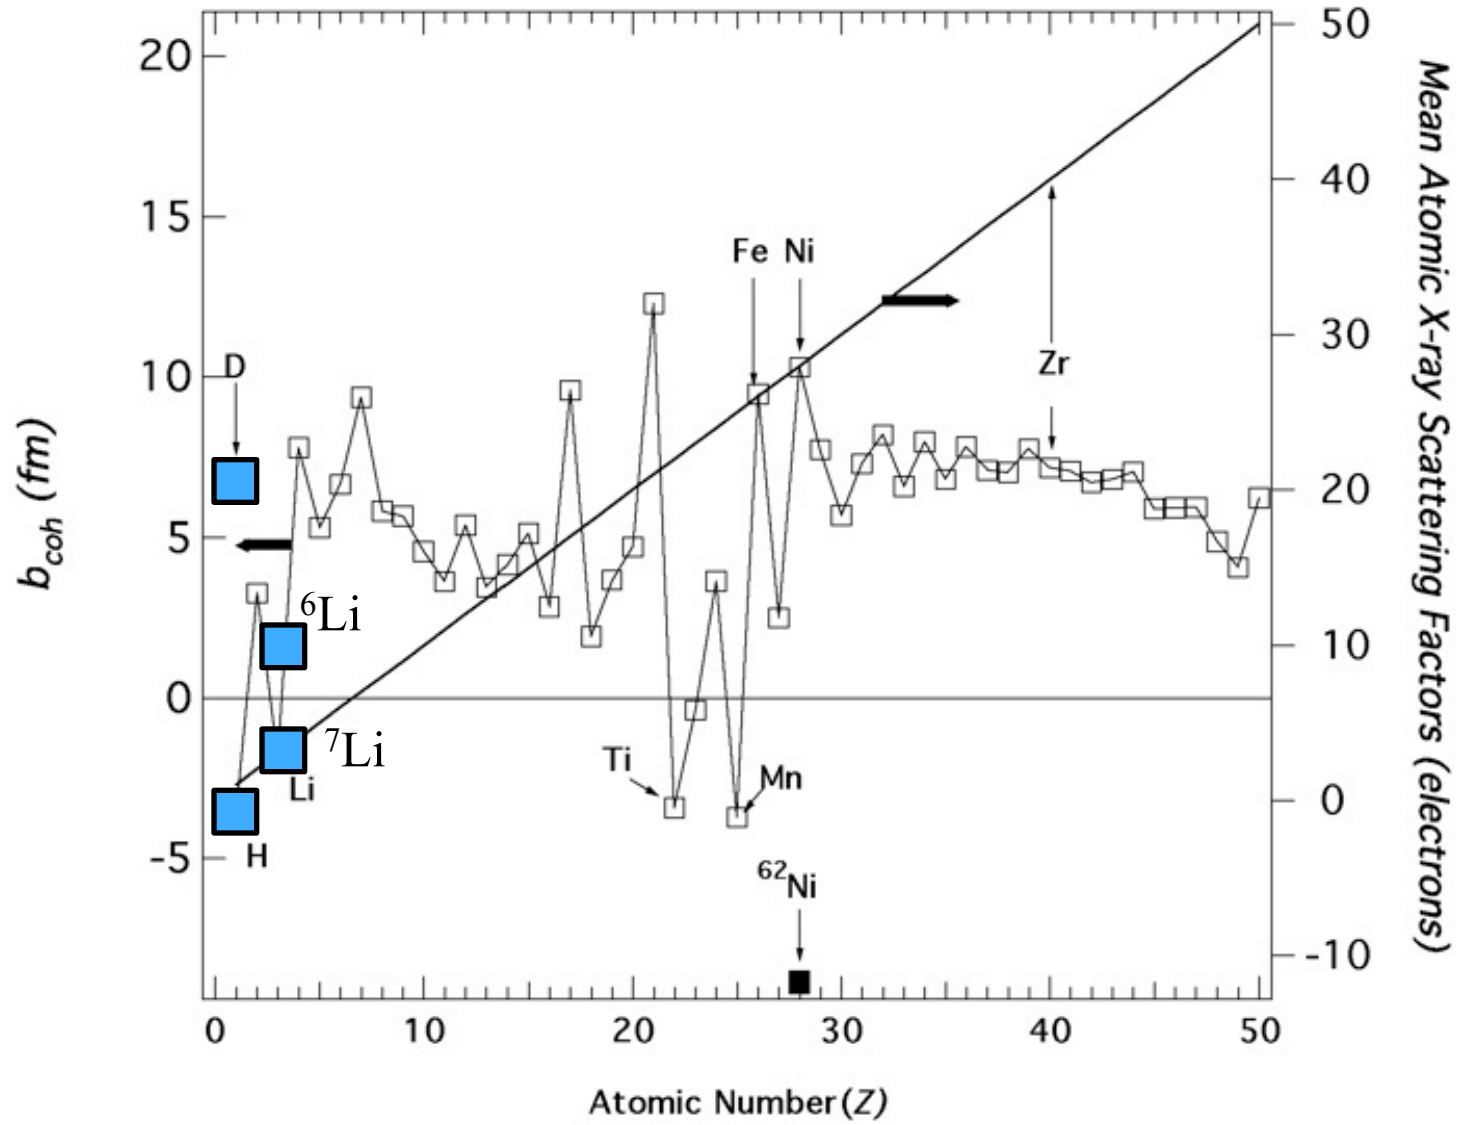 20
15
10
5
0
-5
b_coh (fm)
50
40
30
20
10
0
-10
Mean Atomic X-ray Scattering Factors (electrons)
Fe Ni
D
Zr
⁶Li
⁷Li
Li
H
Ti
Mn
⁶²Ni
0 10 20 30 40 50
Atomic Number (Z)